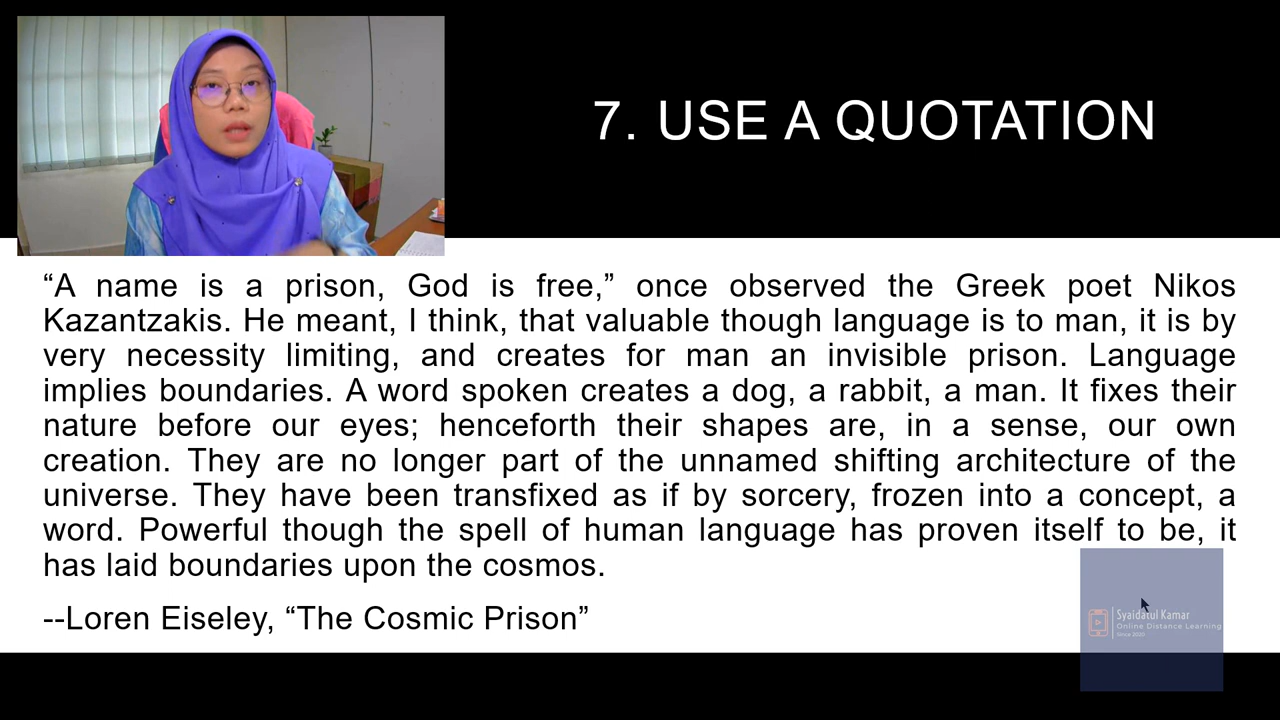 7. USE A QUOTATION
“A name is a prison, God is free,” once observed the Greek poet Nikos
Kazantzakis. He meant, I think, that valuable though language is to man, it is by
very necessity limiting, and creates for man an invisible prison. Language
implies boundaries. A word spoken creates a dog, a rabbit, a man. It fixes their
nature before our eyes; henceforth their shapes are, in a sense, our own
creation. They are no longer part of the unnamed shifting architecture of the
universe. They have been transfixed as if by sorcery, frozen into a concept, a
word. Powerful though the spell of human language has proven itself to be, it
has laid boundaries upon the cosmos.
--Loren Eiseley, “The Cosmic Prison”
Syaidatul Kamar
Online Distance Learning
Since 2020